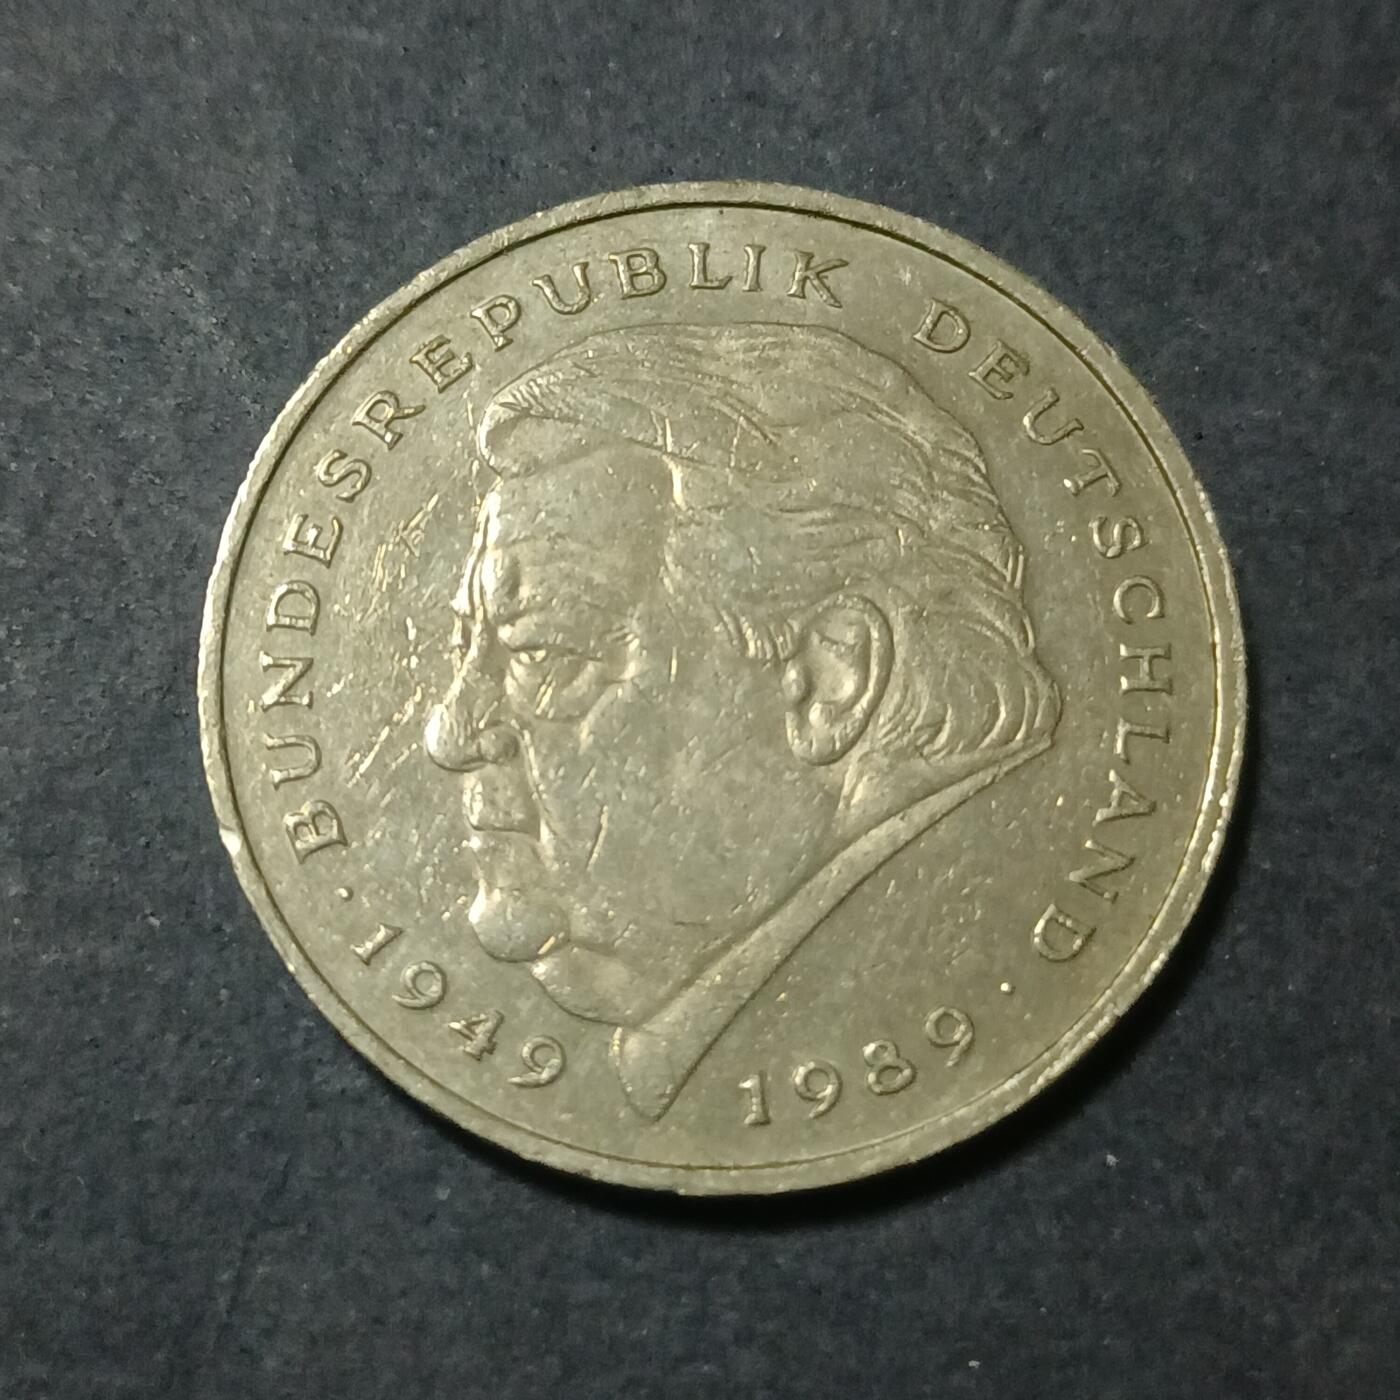 BUNDESREPUBLIK DEUTSCHLAND
· 1949 1989 ·